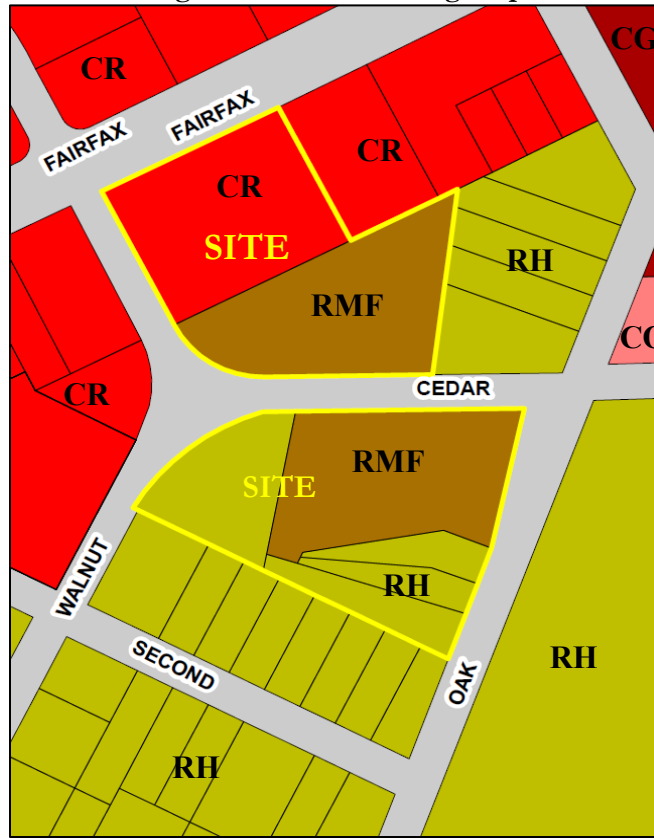 CG
CR
FAIRFAX
FAIRFAX
CR
CR
SITE
RH
RMF
CR
CEDAR
RMF
SITE
RH
WALNUT
SECOND
OAK
RH
RH